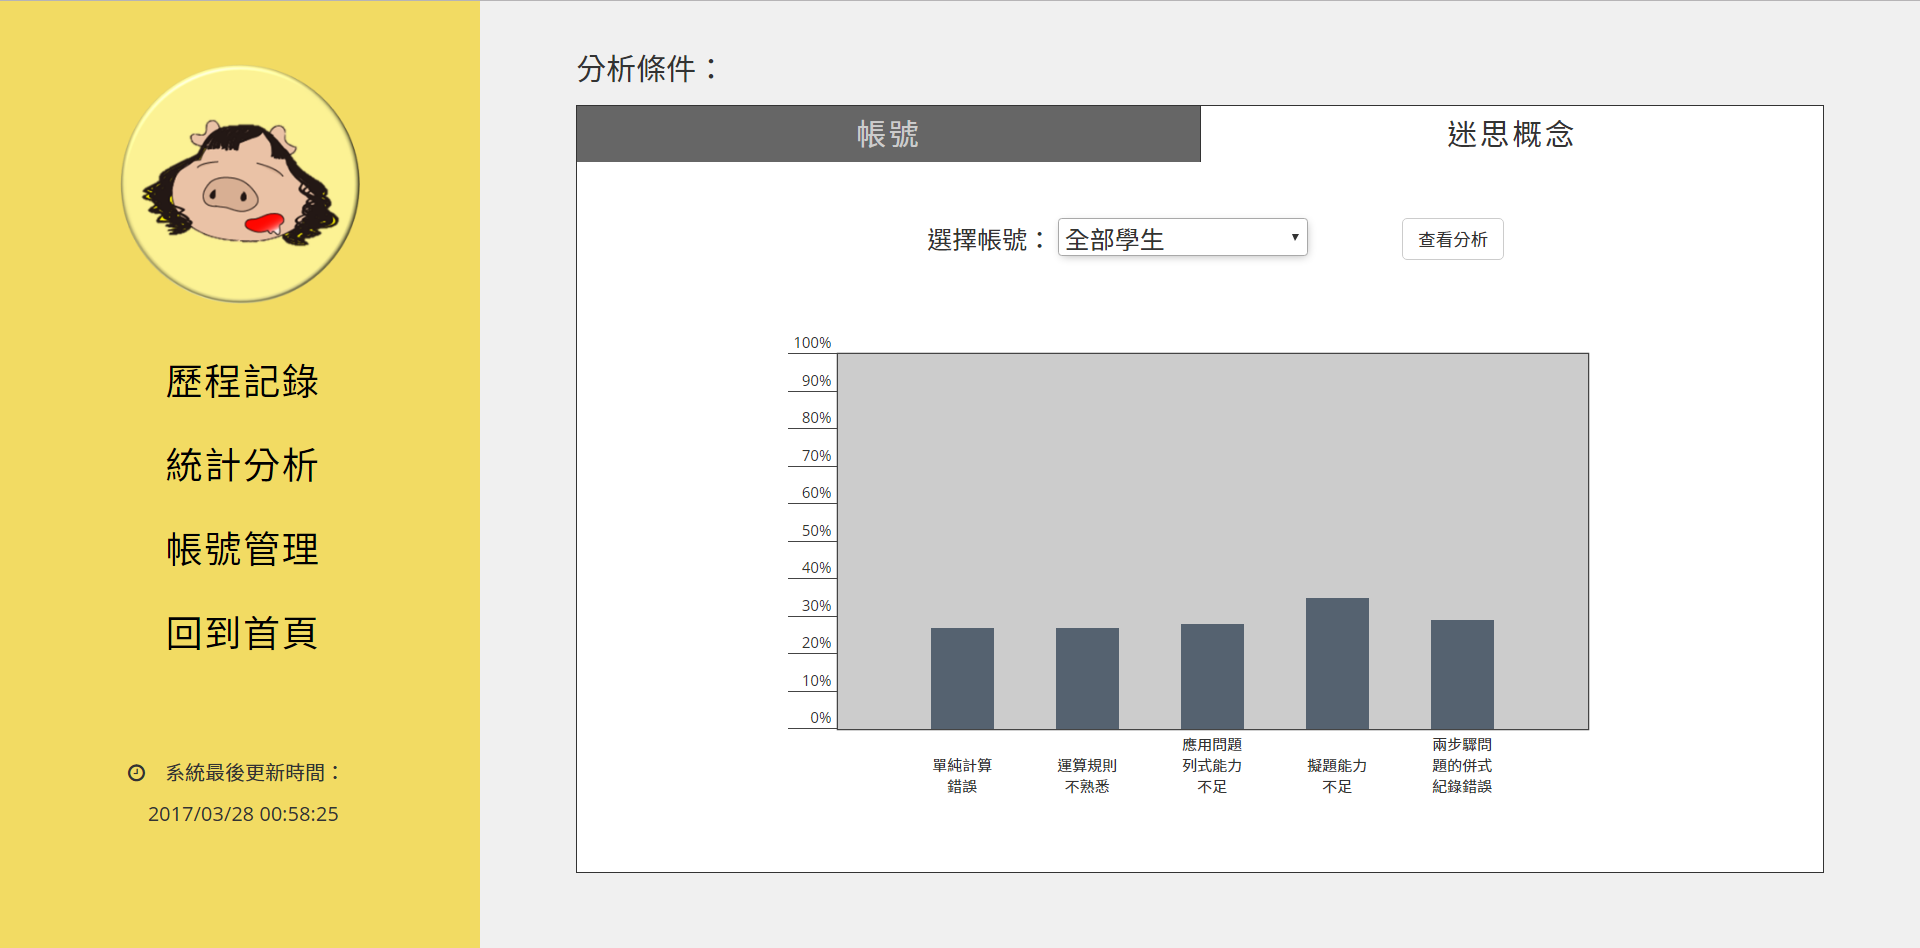 歷程記錄
統計分析
帳號管理
回到首頁
系統最後更新時間：
2017/03/28 00:58:25
分析條件：
帳號
迷思概念
選擇帳號：
全部學生
查看分析
100%
90%
80%
70%
60%
50%
40%
30%
20%
10%
0%
單純計算
錯誤
運算規則
不熟悉
應用問題
列式能力
不足
擬題能力
不足
兩步驟問
題的併式
紀錄錯誤